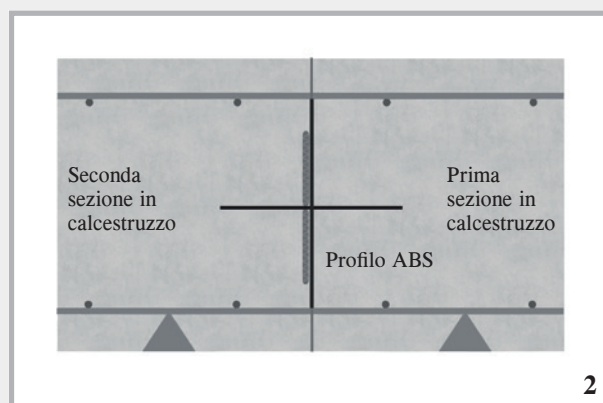 Seconda
sezione in
calcestruzzo
Prima
sezione in
calcestruzzo
Profilo ABS
2